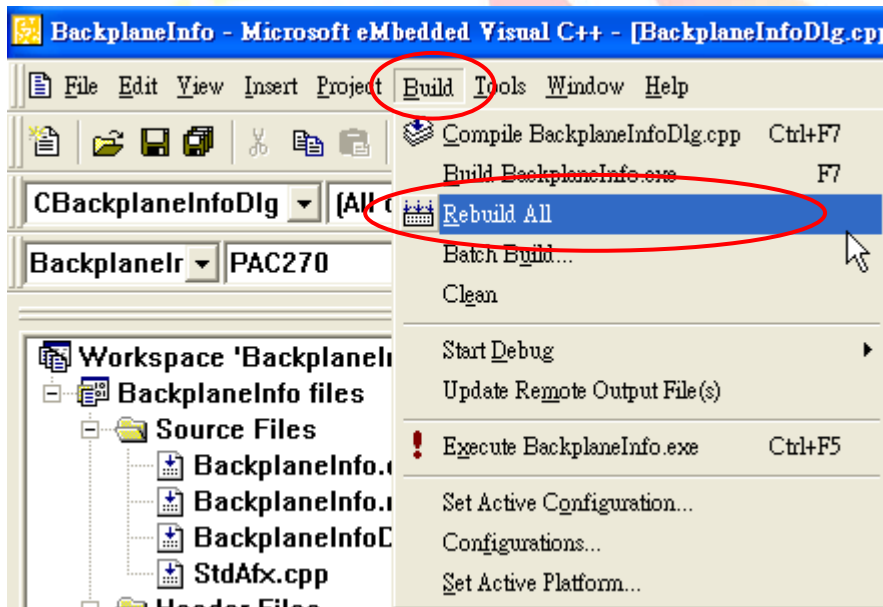 BackplaneInfo - Microsoft eMbedded Visual C++ - [BackplaneInfoDlg.cpp
File Edit View Insert Project Build Tools Window Help
Compile BackplaneInfoDlg.cpp Ctrl+F7
Build BackplaneInfo.exe F7
CBackplaneInfoDlg (All
Rebuild All
BackplaneIr PAC270
Batch Build...
Clean
Workspace 'BackplaneI
Start Debug
BackplaneInfo files
Update Remote Output File(s)
Source Files
Execute BackplaneInfo.exe Ctrl+F5
BackplaneInfo.
BackplaneInfo.
Set Active Configuration...
BackplaneInfoD
Configurations...
StdAfx.cpp
Set Active Platform...
Header Files